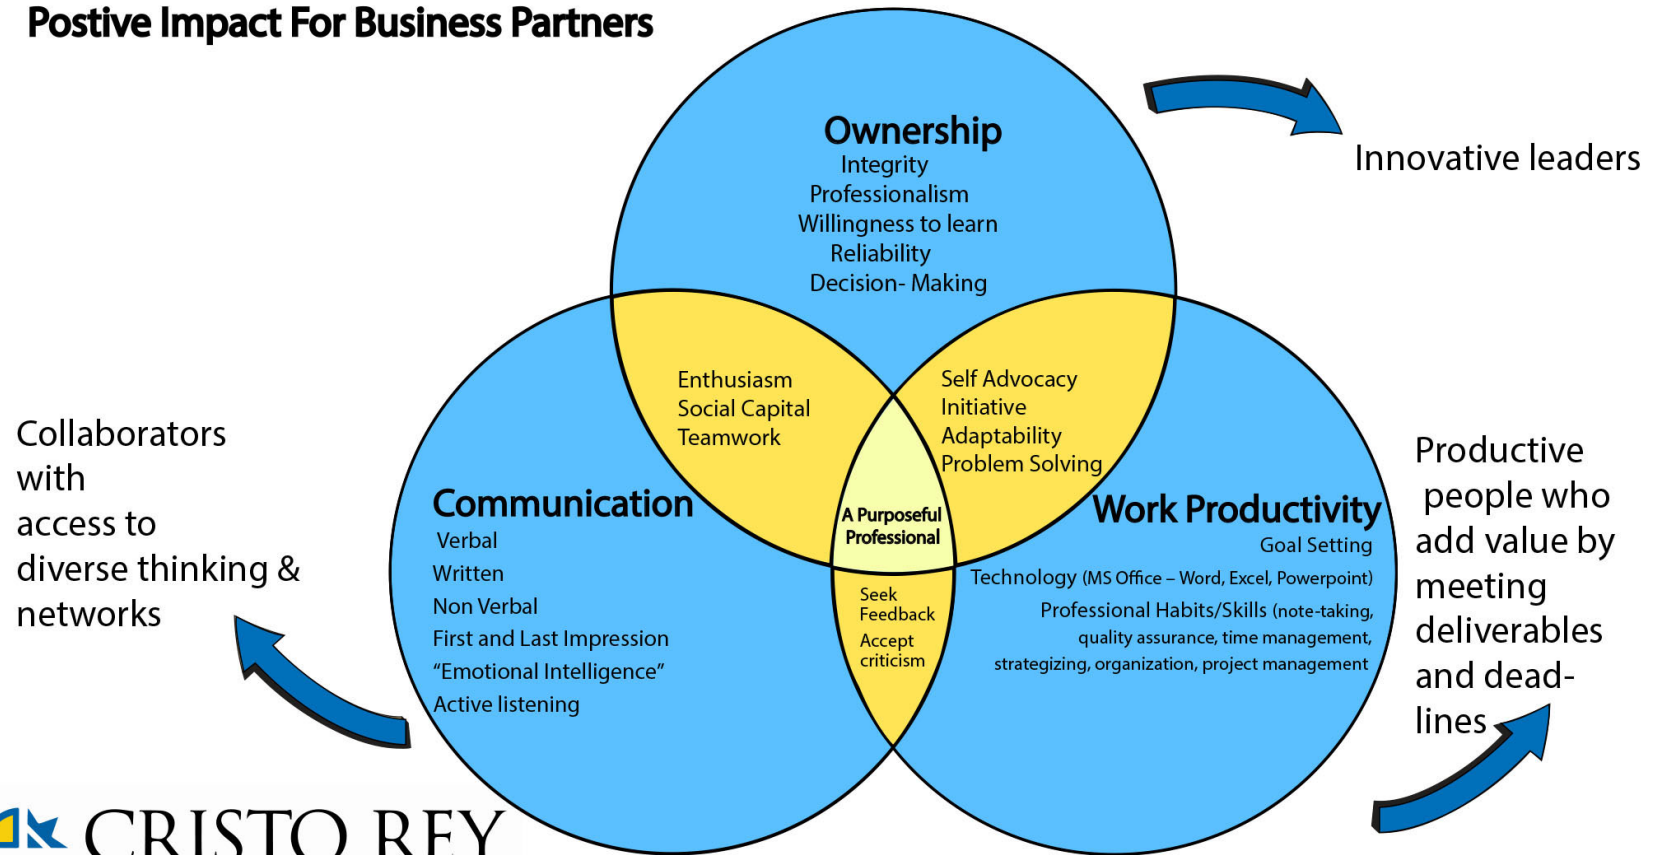 Postive Impact For Business Partners
Ownership
Integrity
Professionalism
Willingness to learn
Reliability
Decision- Making
Innovative leaders
Enthusiasm
Social Capital
Teamwork
Self Advocacy
Initiative
Adaptability
Problem Solving
Collaborators
with
access to
diverse thinking &
networks
Communication
Verbal
Written
Non Verbal
First and Last Impression
“Emotional Intelligence”
Active listening
A Purposeful
Professional
Seek
Feedback
Accept
criticism
Work Productivity
Goal Setting
Technology (MS Office – Word, Excel, Powerpoint)
Professional Habits/Skills (note-taking,
quality assurance, time management,
strategizing, organization, project management
Productive
people who
add value by
meeting
deliverables
and dead-
lines
CRISTO REY